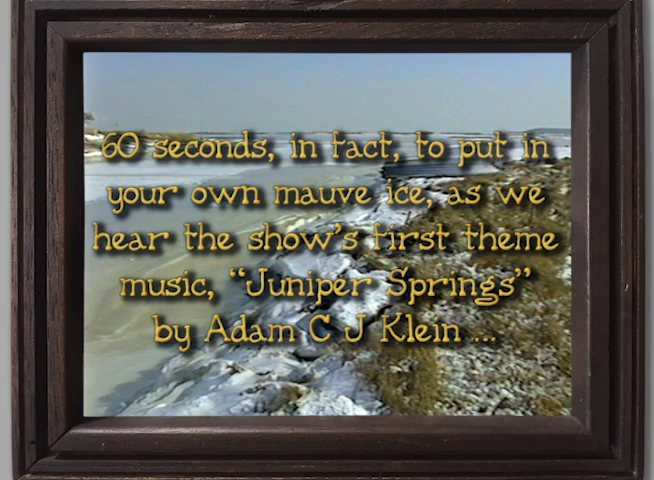 60 seconds, in fact, to put in
your own mauve ice, as we
hear the show's first theme
music, “Juniper Springs”
by Adam C J Klein ...